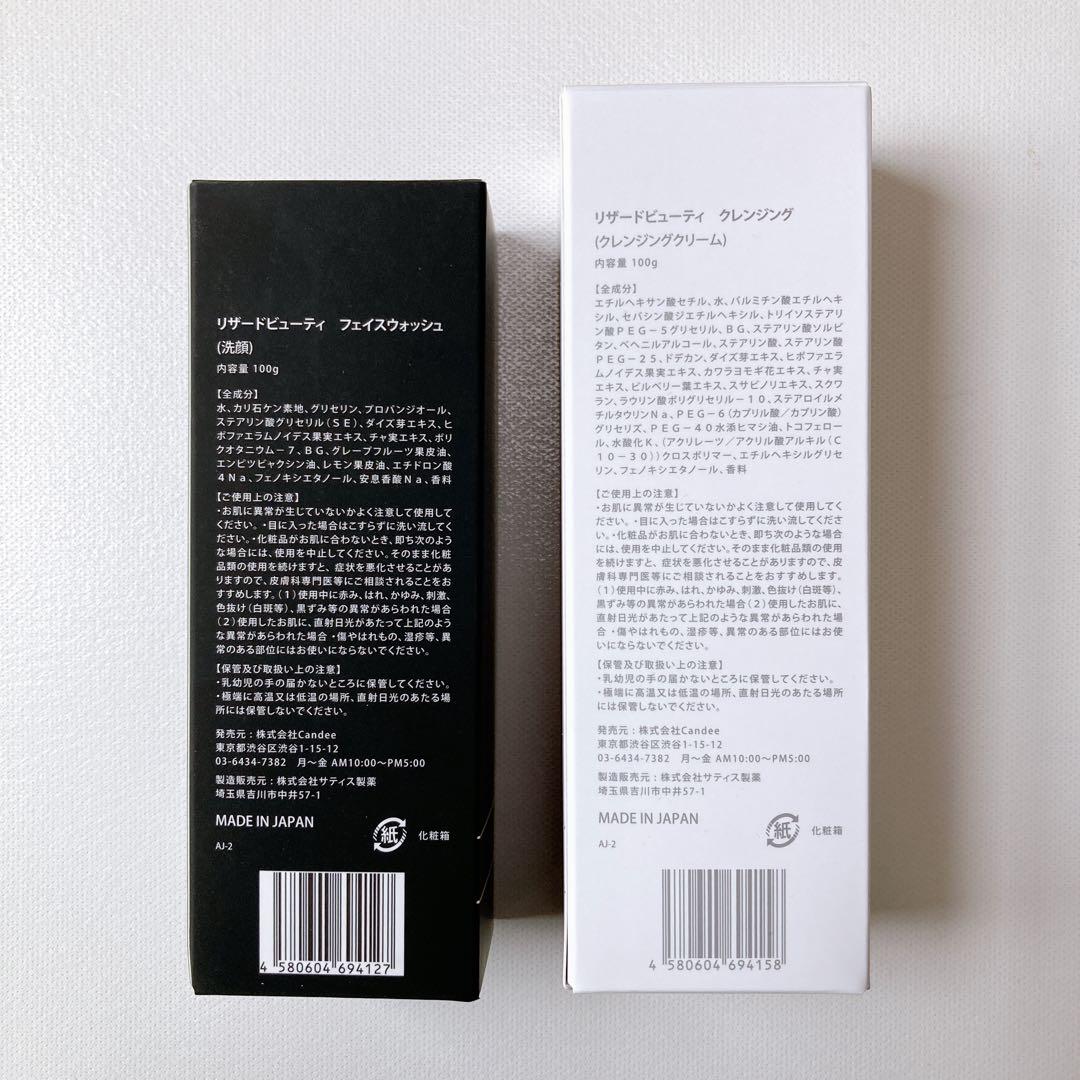 リザードビューティ　フェイスウォッシュ
(洗顔)
内容量 100g
【全成分】
水、カリ石ケン素地、グリセリン、プロパンジオール、
ステアリン酸グリセリル（ＳＥ）、ダイズ芽エキス、ヒ
ポファエラムノイデス果実エキス、チャ実エキス、ポリ
クオタニウム－７、ＢＧ、グレープフルーツ果皮油、
エンピツビャクシン油、レモン果皮油、エチドロン酸
４Ｎａ、フェノキシエタノール、安息香酸Ｎａ、香料
【ご使用上の注意】
・お肌に異常が生じていないかよく注意して使用して
ください。・目に入った場合はこすらずに洗い流してくだ
さい。・化粧品がお肌に合わないとき、即ち次のよう
な場合には、使用を中止してください。そのまま化粧
品類の使用を続けますと、症状を悪化させることがあ
りますので、皮膚科専門医等にご相談されることをお
すすめします。（１）使用中に赤み、はれ、かゆみ、刺激、
色抜け（白斑等）、黒ずみ等の異常があらわれた場合
（２）使用したお肌に、直射日光があたって上記のよう
な異常があらわれた場合 ・傷やはれもの、湿疹等、異
常のある部位にはお使いにならないでください。
【保管及び取扱い上の注意】
・乳幼児の手の届かないところに保管してください。
・極端に高温又は低温の場所、直射日光のあたる場
所には保管しないでください。
発売元：株式会社Candee
東京都渋谷区渋谷1-15-12
03-6434-7382　月～金 AM10:00～PM5:00
製造販売元：株式会社サティス製薬
埼玉県吉川市中井57-1
MADE IN JAPAN
紙 化粧箱
AJ-2
4 580604 694127
リザードビューティ　クレンジング
(クレンジングクリーム)
内容量 100g
【全成分】
エチルヘキサン酸セチル、水、パルミチン酸エチルヘキ
シル、セバシン酸ジエチルヘキシル、トリイソステアリ
ン酸ＰＥＧ－５グリセリル、ＢＧ、ステアリン酸ソルビ
タン、ベヘニルアルコール、ステアリン酸、ステアリン酸
ＰＥＧ－２５、ドデカン、ダイズ芽エキス、ヒポファエラ
ムノイデス果実エキス、カワラヨモギ花エキス、チャ実
エキス、ビルベリー葉エキス、スサビノリエキス、スクワ
ラン、ラウリン酸ポリグリセリル－１０、ステアロイルメ
チルタウリンＮａ、ＰＥＧ－６（カプリル酸／カプリン酸）
グリセリズ、ＰＥＧ－４０水添ヒマシ油、トコフェロー
ル、水酸化Ｋ、（アクリレーツ／アクリル酸アルキル（Ｃ
１０－３０））クロスポリマー、エチルヘキシルグリセ
リン、フェノキシエタノール、香料
【ご使用上の注意】
・お肌に異常が生じていないかよく注意して使用してく
ださい。・目に入った場合はこすらずに洗い流してくださ
い。・化粧品がお肌に合わないとき、即ち次のような場合
には、使用を中止してください。そのまま化粧品類の使用
を続けますと、症状を悪化させることがありますので、皮
膚科専門医等にご相談されることをおすすめします。
（１）使用中に赤み、はれ、かゆみ、刺激、色抜け（白斑等）、
黒ずみ等の異常があらわれた場合（２）使用したお肌に、
直射日光があたって上記のような異常があらわれた場
合 ・傷やはれもの、湿疹等、異常のある部位にはお使
いにならないでください。
【保管及び取扱い上の注意】
・乳幼児の手の届かないところに保管してください。
・極端に高温又は低温の場所、直射日光のあたる場所
には保管しないでください。
発売元：株式会社Candee
東京都渋谷区渋谷1-15-12
03-6434-7382　月～金 AM10:00～PM5:00
製造販売元：株式会社サティス製薬
埼玉県吉川市中井57-1
MADE IN JAPAN
紙 化粧箱
AJ-2
4 580604 694158